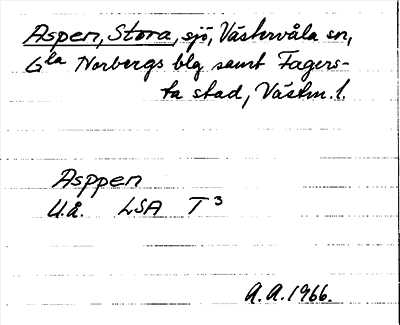 Aspen, Stora, sjö, Västervåla sn,
Gla Norbergs blg samt Fagers-
ta stad, Västm. l.
Asppen
U.å. LSA T3
A.A. 1966.